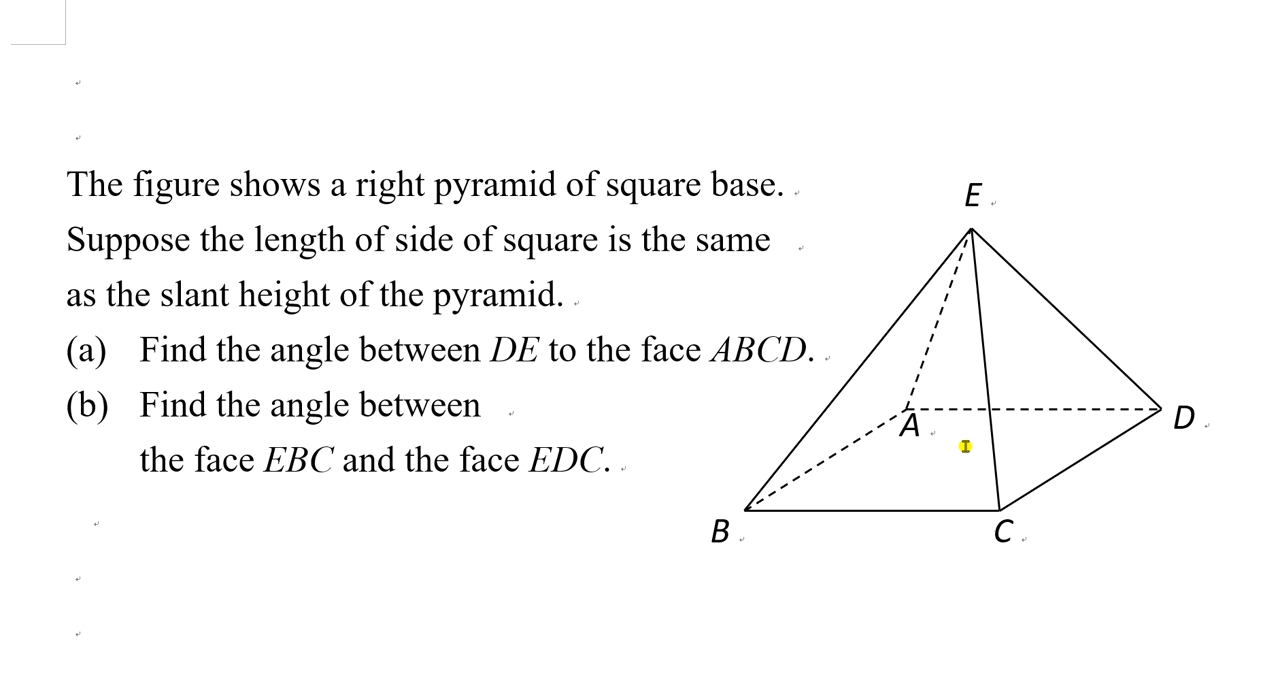 The figure shows a right pyramid of square base.
Suppose the length of side of square is the same
as the slant height of the pyramid.
(a) Find the angle between DE to the face ABCD.
(b) Find the angle between
the face EBC and the face EDC.
E
A
D
B
C